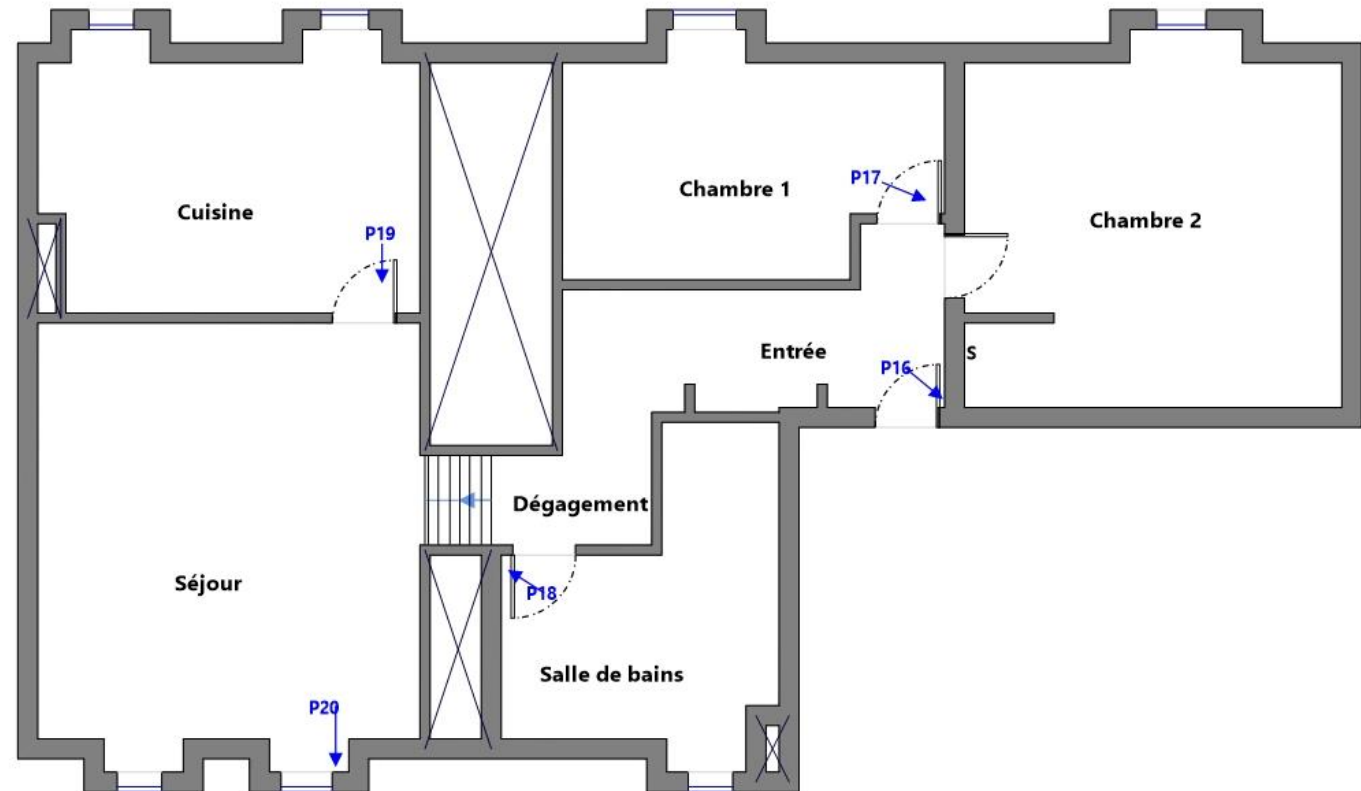 P17
Chambre 1
Cuisine
Chambre 2
P19
Entrée
S
P16
Dégagement
Séjour
P18
Salle de bains
P20